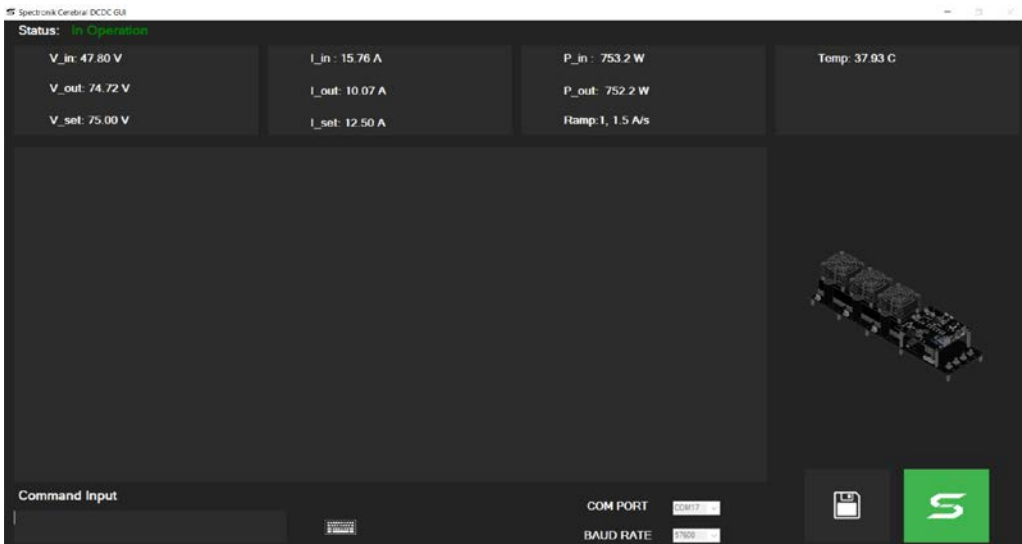 Spectronik Cerebral DCDC GUI
Status: In Operation
V_in: 47.80 V
I_in : 15.76 A
P_in : 753.2 W
Temp: 37.93 C
V_out: 74.72 V
I_out: 10.07 A
P_out: 752.2 W
V_set: 75.00 V
I_set: 12.50 A
Ramp:1, 1.5 A/s
Command Input
COM PORT
COM17
BAUD RATE
57600